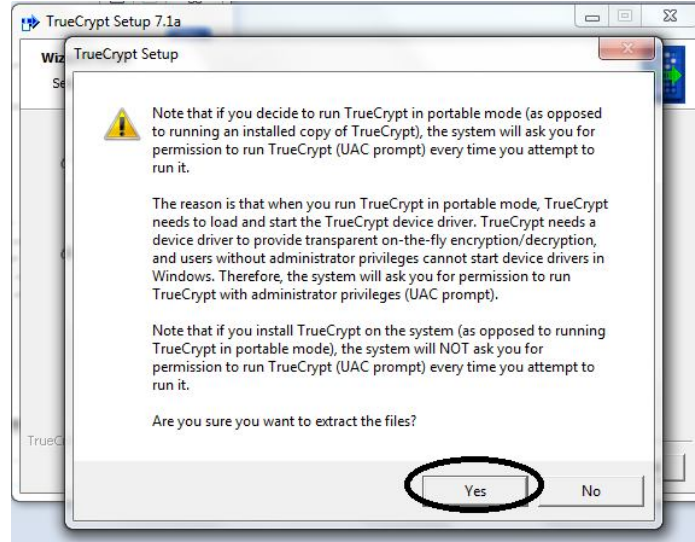 TrueCrypt Setup 7.1a
Wiz
TrueCrypt Setup
Se
Note that if you decide to run TrueCrypt in portable mode (as opposed
to running an installed copy of TrueCrypt), the system will ask you for
permission to run TrueCrypt (UAC prompt) every time you attempt to
run it.
The reason is that when you run TrueCrypt in portable mode, TrueCrypt
needs to load and start the TrueCrypt device driver. TrueCrypt needs a
device driver to provide transparent on-the-fly encryption/decryption,
and users without administrator privileges cannot start device drivers in
Windows. Therefore, the system will ask you for permission to run
TrueCrypt with administrator privileges (UAC prompt).
Note that if you install TrueCrypt on the system (as opposed to running
TrueCrypt in portable mode), the system will NOT ask you for
permission to run TrueCrypt (UAC prompt) every time you attempt to
run it.
Are you sure you want to extract the files?
TrueC
Yes
No